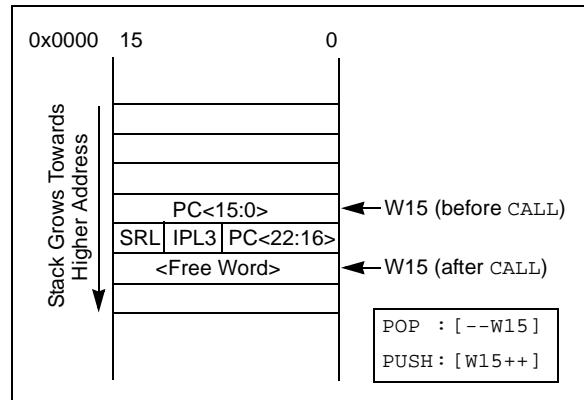 0x0000 15 0
Stack Grows Towards
Higher Address
PC<15:0>
W15 (before CALL)
SRL IPL3 PC<22:16>
<Free Word>
W15 (after CALL)
POP : [--W15]
PUSH: [W15++]